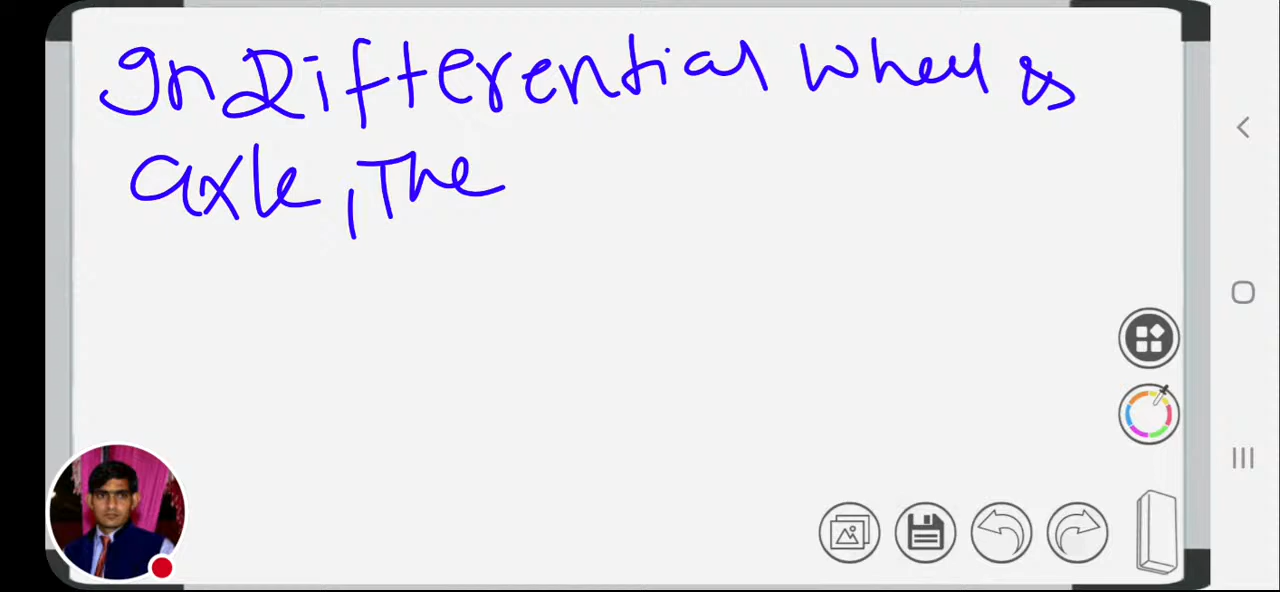 In Differential Wheel &
axle, The